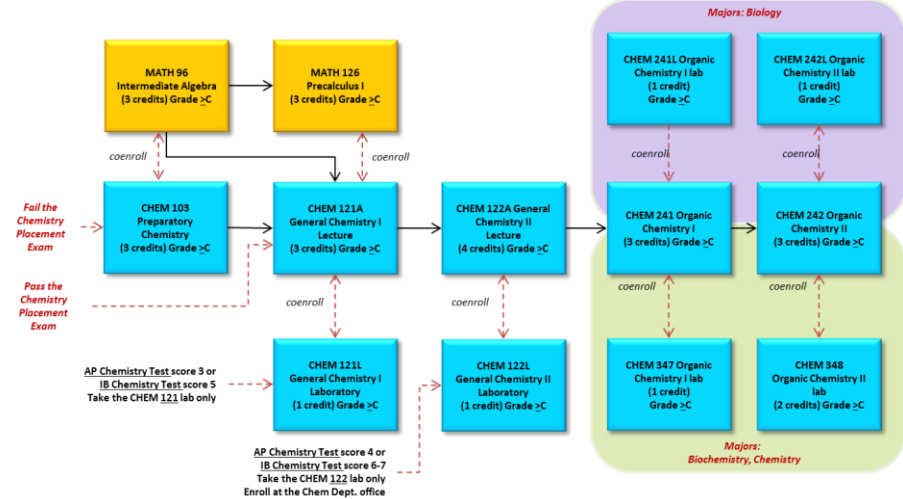 Majors: Biology
MATH 96
Intermediate Algebra
(3 credits) Grade ≥C
MATH 126
Precalculus I
(3 credits) Grade ≥C
CHEM 241L Organic
Chemistry I lab
(1 credit)
Grade ≥C
CHEM 242L Organic
Chemistry II lab
(1 credit)
Grade ≥C
coenroll
coenroll
coenroll
coenroll
Fail the
Chemistry
Placement
Exam
CHEM 103
Preparatory
Chemistry
(3 credits) Grade ≥C
CHEM 121A
General Chemistry I
Lecture
(3 credits) Grade ≥C
CHEM 122A General
Chemistry II
Lecture
(4 credits) Grade ≥C
CHEM 241 Organic
Chemistry I
(3 credits) Grade ≥C
CHEM 242 Organic
Chemistry II
(3 credits) Grade ≥C
Pass the
Chemistry
Placement
Exam
coenroll
coenroll
coenroll
coenroll
AP Chemistry Test score 3 or
IB Chemistry Test score 5
Take the CHEM 121 lab only
CHEM 121L
General Chemistry I
Laboratory
(1 credit) Grade ≥C
CHEM 122L
General Chemistry II
Laboratory
(1 credit) Grade ≥C
CHEM 347 Organic
Chemistry I lab
(1 credit)
Grade ≥C
CHEM 348
Organic Chemistry II
lab
(2 credits) Grade ≥C
AP Chemistry Test score 4 or
IB Chemistry Test score 6-7
Take the CHEM 122 lab only
Enroll at the Chem Dept. office
Majors:
Biochemistry, Chemistry